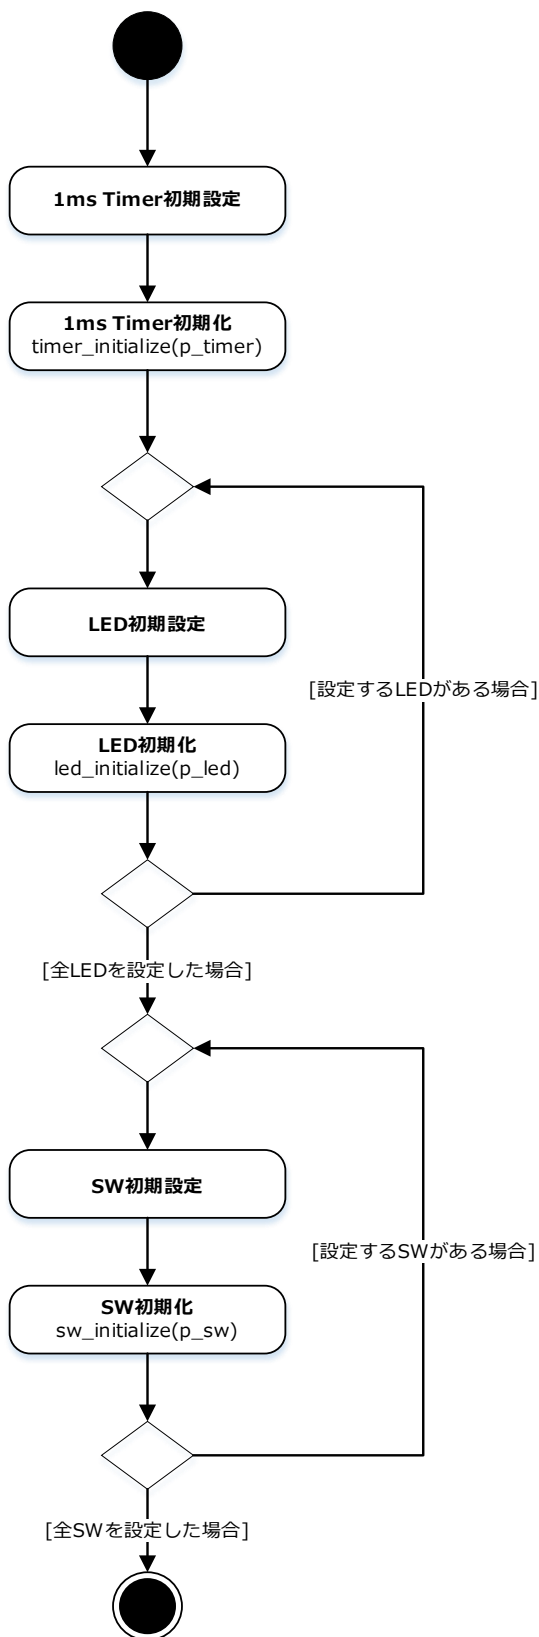 1ms Timer初期設定
1ms Timer初期化
timer_initialize(p_timer)
LED初期設定
[設定するLEDがある場合]
LED初期化
led_initialize(p_led)
[全LEDを設定した場合]
SW初期設定
[設定するSWがある場合]
SW初期化
sw_initialize(p_sw)
[全SWを設定した場合]